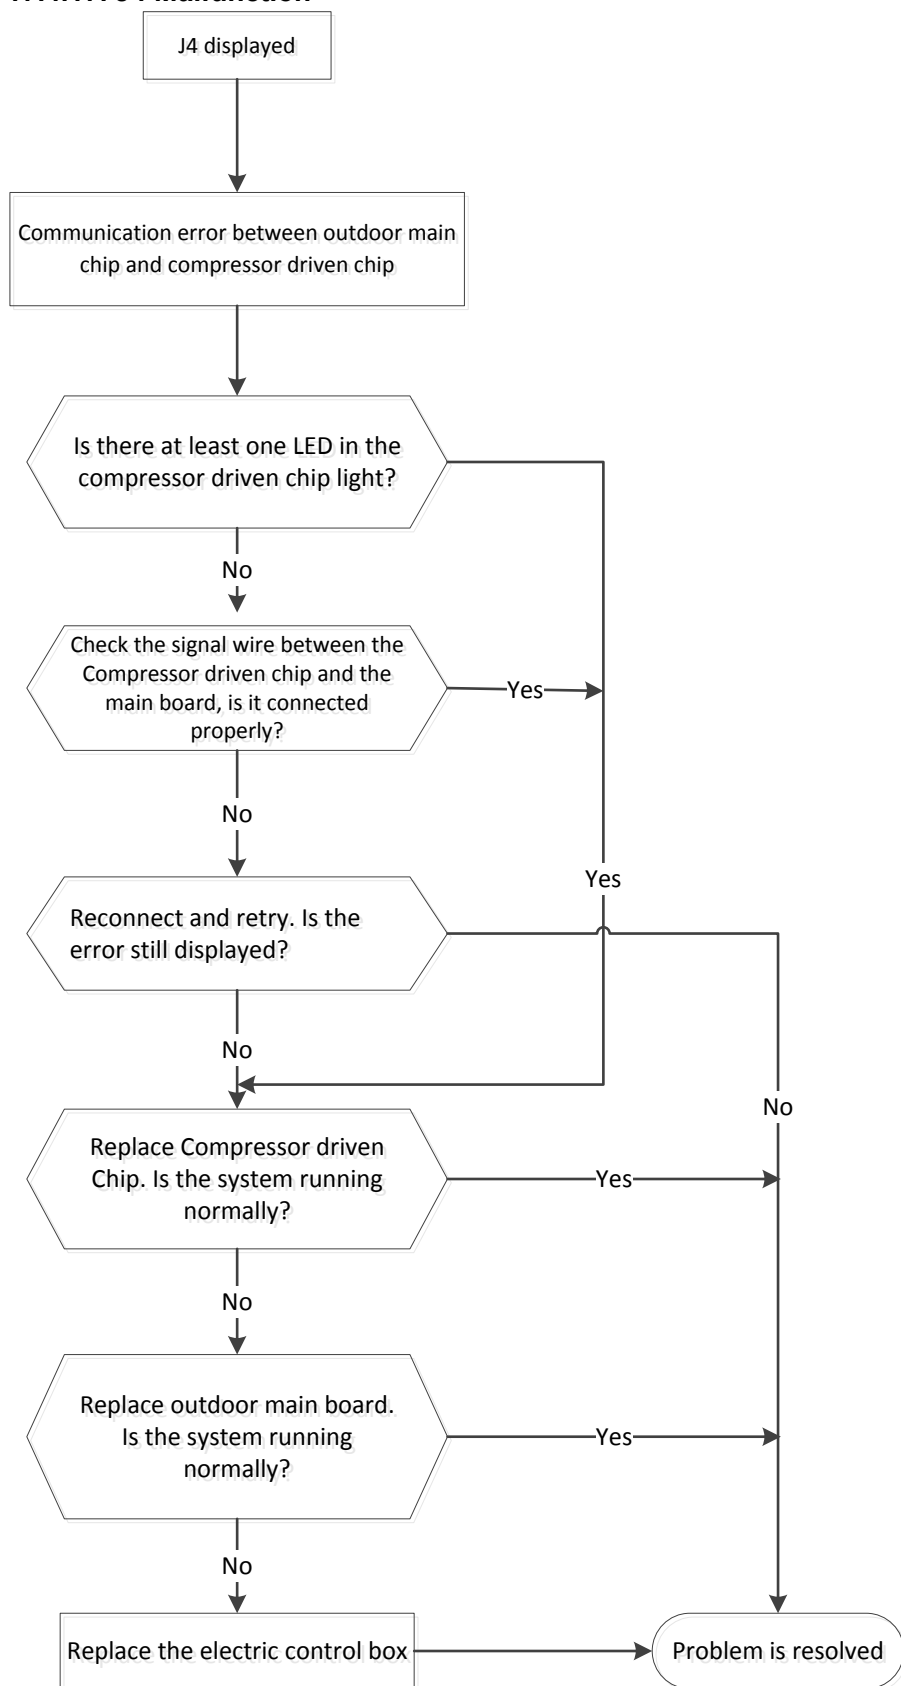 J4 displayed
Communication error between outdoor main
chip and compressor driven chip
Is there at least one LED in the
compressor driven chip light?
No
Check the signal wire between the
Compressor driven chip and the
main board, is it connected
properly?
Yes
No
Yes
Reconnect and retry. Is the
error still displayed?
No
No
Replace Compressor driven
Chip. Is the system running
normally?
Yes
No
Replace outdoor main board.
Is the system running
normally?
Yes
No
Replace the electric control box
Problem is resolved